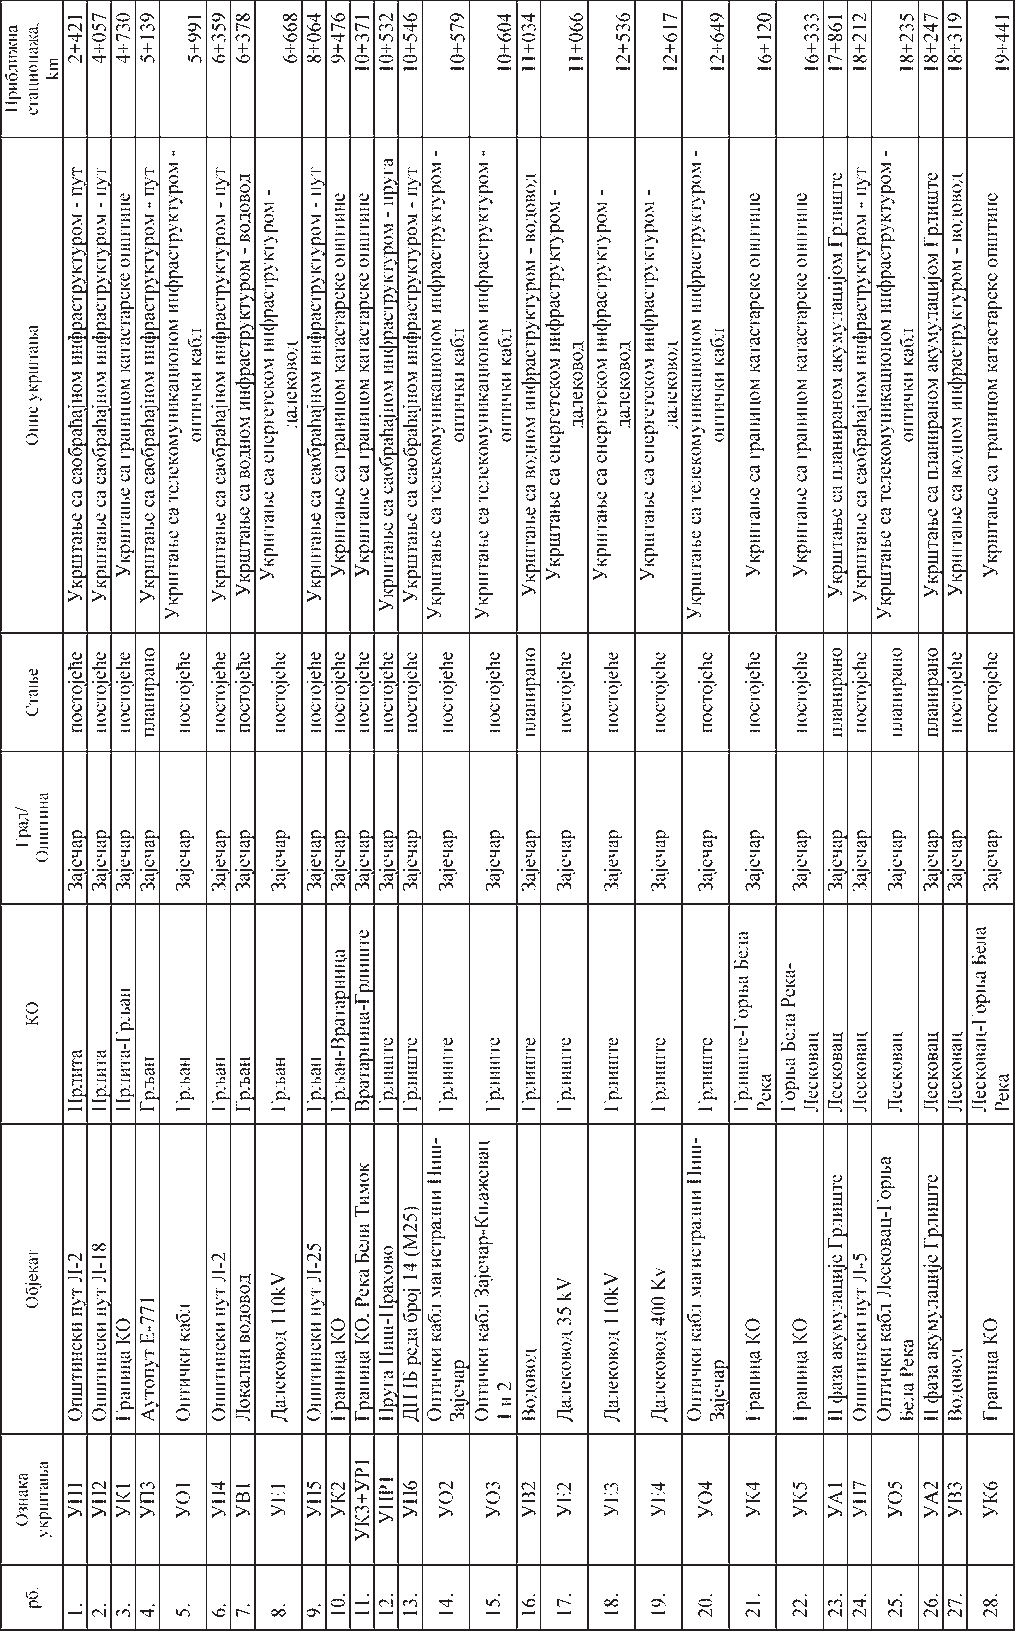 рб. Ознака укрштања Објекат КО Град/Општина Стање Опис укрштања Приближна стационажа, km
1. УП1 Општински пут Л-2 Прлита Зајечар постојеће Укрштање са саобраћајном инфраструктуром - пут 2+421
2. УП2 Општински пут Л-18 Прлита Зајечар постојеће Укрштање са саобраћајном инфраструктуром - пут 4+057
3. УК1 Граница КО Прлита-Грљан Зајечар постојеће Укрштање са границом катастарске општине 4+730
4. УП3 Аутопут Е-771 Грљан Зајечар планирано Укрштање са саобраћајном инфраструктуром - пут 5+139
5. УО1 Оптички кабл Грљан Зајечар постојеће Укрштање са телекомуникационом инфраструктуром - оптички кабл 5+991
6. УП4 Општински пут Л-2 Грљан Зајечар постојеће Укрштање са саобраћајном инфраструктуром - пут 6+359
7. УВ1 Локални водовод Грљан Зајечар постојеће Укрштање са водном инфраструктуром - водовод 6+378
8. УЕ1 Далековод 110kV Грљан Зајечар постојеће Укрштање са енергетском инфраструктуром - далековод 6+668
9. УП5 Општински пут Л-25 Грљан Зајечар постојеће Укрштање са саобраћајном инфраструктуром - пут 8+064
10. УК2 Граница КО Грљан-Вратарница Зајечар постојеће Укрштање са границом катастарске општине 9+476
11. УК3+УР1 Граница КО, Река Бели Тимок Вратарница-Грлиште Зајечар постојеће Укрштање са границом катастарске општине 10+371
12. УПР1 Пруга Ниш-Прахово Грлиште Зајечар постојеће Укрштање са саобраћајном инфраструктуром - пруга 10+532
13. УП6 ДП ІБ реда број 14 (М25) Грлиште Зајечар постојеће Укрштање са саобраћајном инфраструктуром - пут 10+546
14. УО2 Оптички кабл магистрални Ниш-Зајечар Грлиште Зајечар постојеће Укрштање са телекомуникационом инфраструктуром - оптички кабл 10+579
15. УО3 Оптички кабл Зајечар-Књажевац 1 и 2 Грлиште Зајечар постојеће Укрштање са телекомуникационом инфраструктуром - оптички кабл 10+604
16. УВ2 Водовод Грлиште Зајечар планирано Укрштање са водном инфраструктуром - водовод 11+034
17. УЕ2 Далековод 35 kV Грлиште Зајечар постојеће Укрштање са енергетском инфраструктуром - далековод 11+066
18. УЕ3 Далековод 110kV Грлиште Зајечар постојеће Укрштање са енергетском инфраструктуром - далековод 12+536
19. УЕ4 Далековод 400 Kv Грлиште Зајечар постојеће Укрштање са енергетском инфраструктуром - далековод 12+617
20. УО4 Оптички кабл магистрални Ниш-Зајечар Грлиште Зајечар постојеће Укрштање са телекомуникационом инфраструктуром - оптички кабл 12+649
21. УК4 Граница КО Грлиште-Горња Бела Река Зајечар постојеће Укрштање са границом катастарске општине 16+120
22. УК5 Граница КО Горња Бела Река-Лесковац Зајечар постојеће Укрштање са границом катастарске општине 16+333
23. УА1 II фаза акумулације Грлиште Лесковац Зајечар планирано Укрштање са планираном акумулацијом Грлиште 17+861
24. УП7 Општински пут Л-5 Лесковац Зајечар постојеће Укрштање са саобраћајном инфраструктуром - пут 18+212
25. УО5 Оптички кабл Лесковац-Горња Бела Река Лесковац Зајечар планирано Укрштање са телекомуникационом инфраструктуром - оптички кабл 18+235
26. УА2 II фаза акумулације Грлиште Лесковац Зајечар планирано Укрштање са планираном акумулацијом Грлиште 18+247
27. УВ3 Водовод Лесковац Зајечар постојеће Укрштање са водном инфраструктуром - водовод 18+319
28. УК6 Граница КО Лесковац-Горња Бела Река Зајечар постојеће Укрштање са границом катастарске општине 19+441